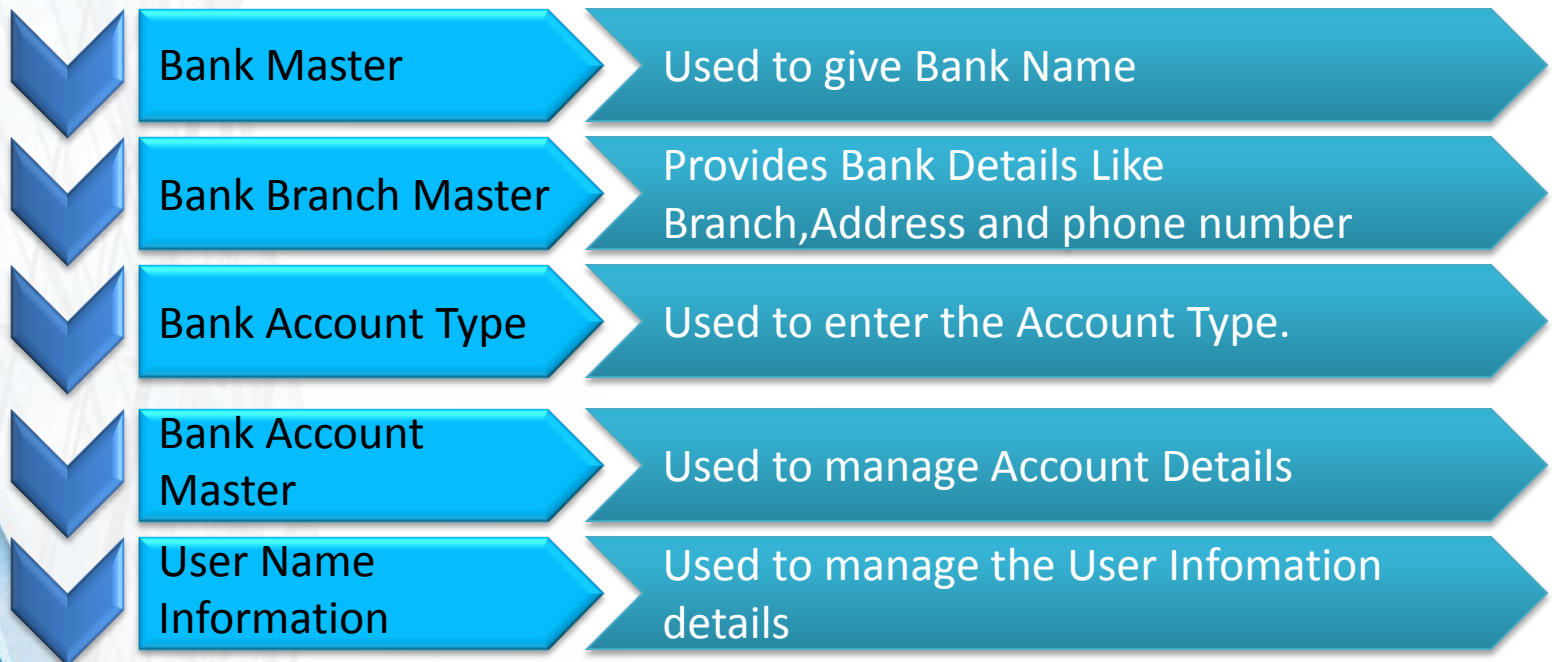 Bank Master
Used to give Bank Name
Bank Branch Master
Provides Bank Details Like
Branch,Address and phone number
Bank Account Type
Used to enter the Account Type.
Bank Account
Master
Used to manage Account Details
User Name
Information
Used to manage the User Infomation
details